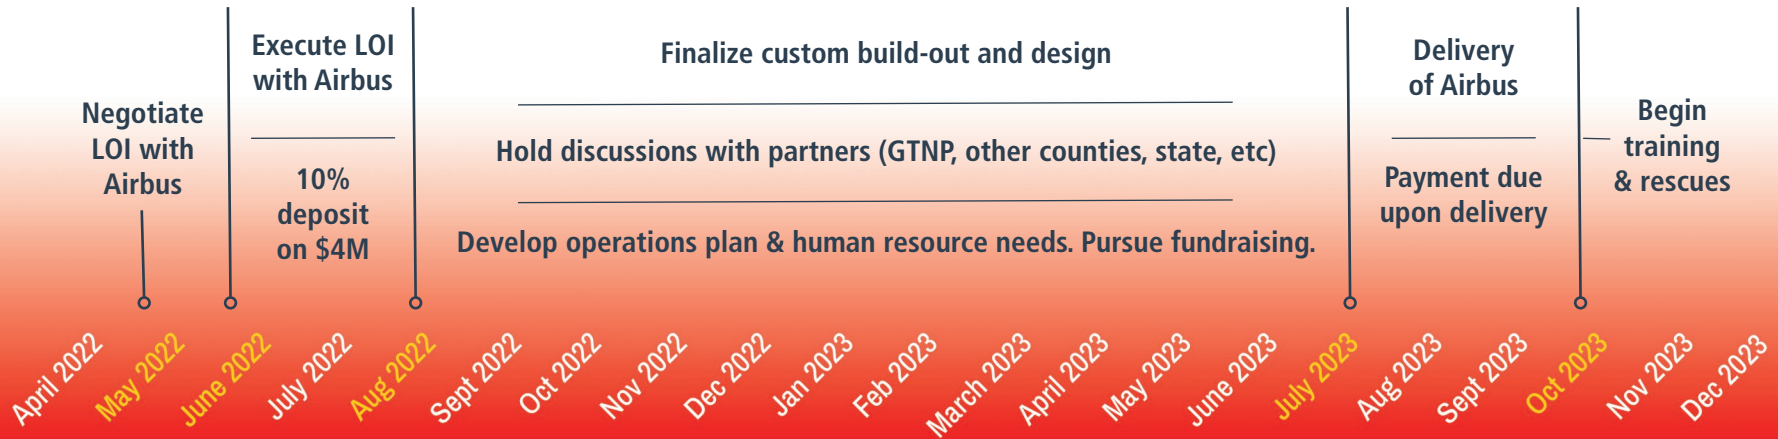 Negotiate
LOI with
Airbus
Execute LOI
with Airbus
10%
deposit
on $4M
Finalize custom build-out and design
Hold discussions with partners (GTNP, other counties, state, etc)
Develop operations plan & human resource needs. Pursue fundraising.
Delivery
of Airbus
Payment due
upon delivery
Begin
training
& rescues
April 2022
May 2022
June 2022
July 2022
Aug 2022
Sept 2022
Oct 2022
Nov 2022
Dec 2022
Jan 2023
Feb 2023
March 2023
April 2023
May 2023
June 2023
July 2023
Aug 2023
Sept 2023
Oct 2023
Nov 2023
Dec 2023